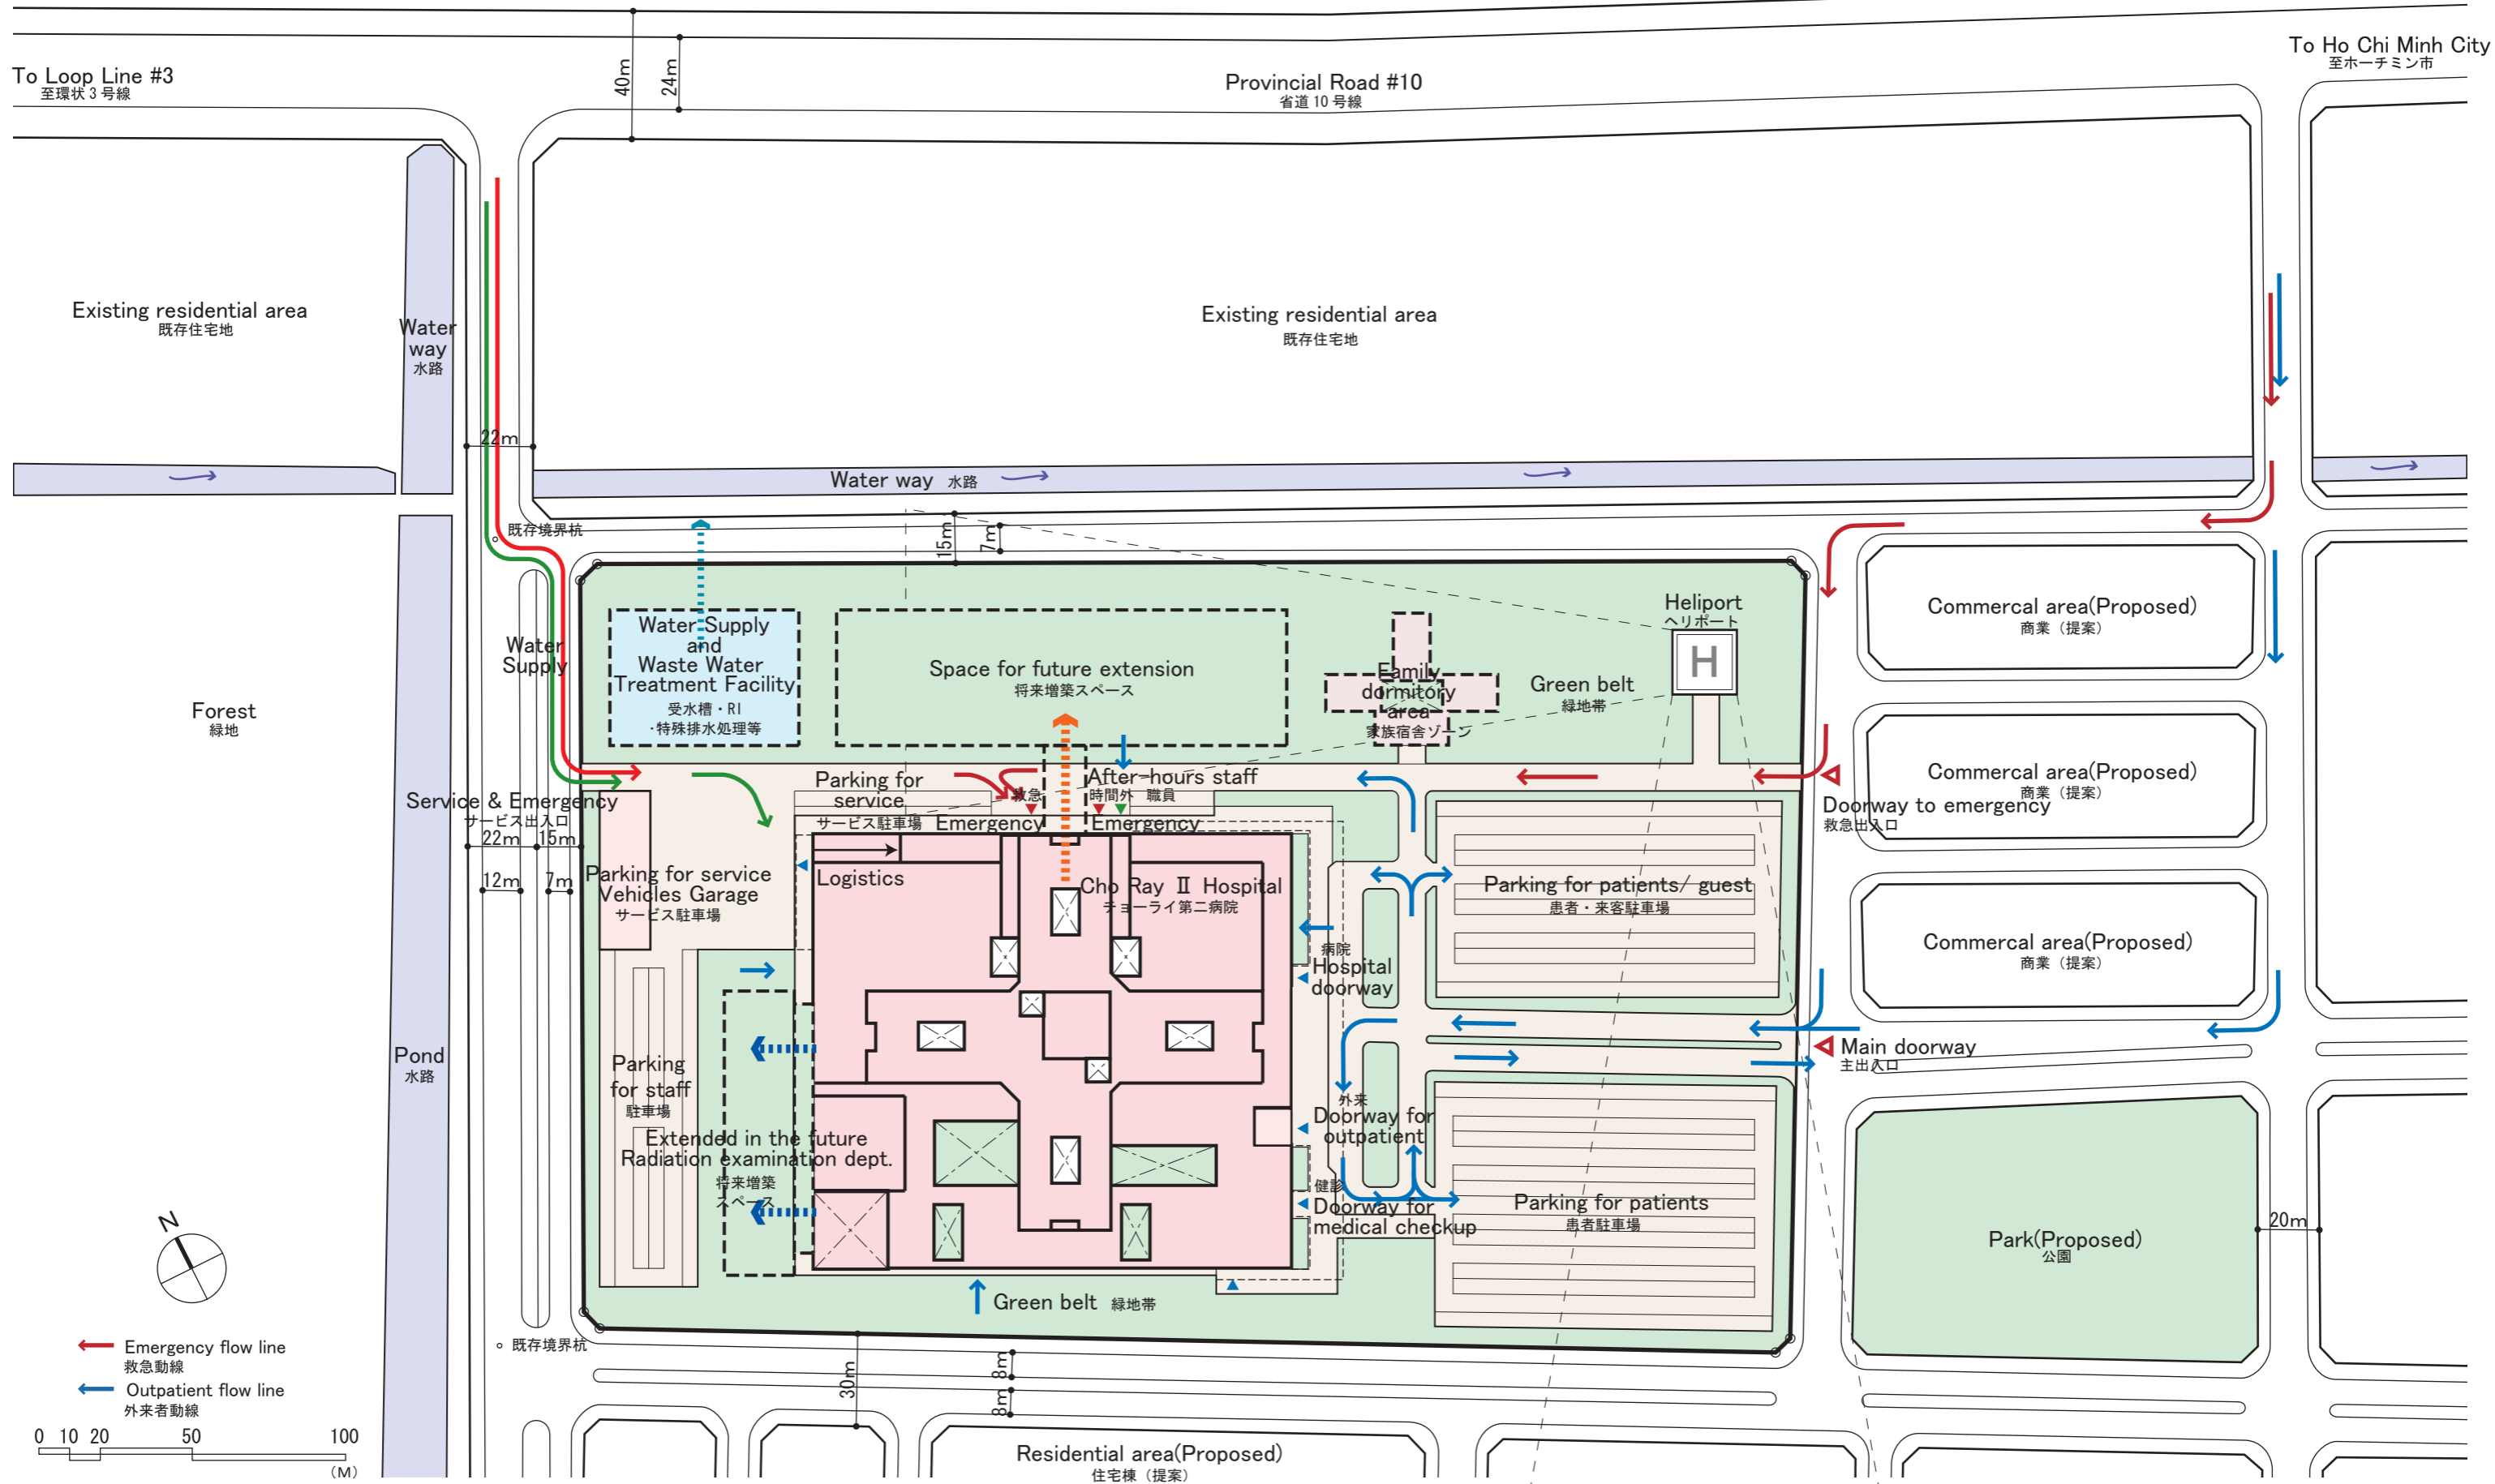 To Loop Line #3
至環状 3 号線
40m
24m
Provincial Road #10
省道 10 号線
To Ho Chi Minh City
至ホーチミン市
Existing residential area
既存住宅地
Water
way
水路
Existing residential area
既存住宅地
22m
Water way 水路
既存境界杭
15m
7m
Water
Supply
Water Supply
and
Waste Water
Treatment Facility
受水槽・RI
・特殊排水処理等
Space for future extension
将来増築スペース
Family
dormitory
area
家族宿舎ゾーン
Green belt
緑地帯
Heliport
ヘリポート
H
Commercal area(Proposed)
商業（提案）
Forest
緑地
Commercal area(Proposed)
商業（提案）
Service & Emergency
サービス出入口
22m
15m
12m
7m
Parking for
service
サービス駐車場
救急
Emergency
After-hours staff
時間外 職員
Emergency
Doorway to emergency
救急出入口
Parking for service
Vehicles Garage
サービス駐車場
Logistics
Cho Ray Ⅱ Hospital
チョーライ第二病院
Parking for patients/ guest
患者・来客駐車場
病院
Hospital
doorway
Commercal area(Proposed)
商業（提案）
Pond
水路
Parking
for staff
駐車場
Main doorway
主出入口
外来
Doorway for
outpatient
Extended in the future
Radiation examination dept.
将来増築
スペース
健診
Doorway for
medical checkup
Parking for patients
患者駐車場
Park(Proposed)
公園
20m
N
Green belt 緑地帯
既存境界杭
Emergency flow line
救急動線
Outpatient flow line
外来者動線
30m
8m
8m
0 10 20 50 100
（M）
Residential area(Proposed)
住宅棟（提案）